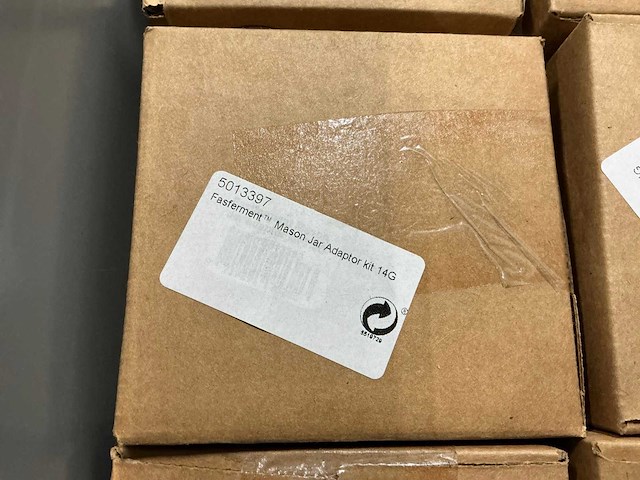 5013397
Fasferment™ Mason Jar Adaptor kit 14G
®